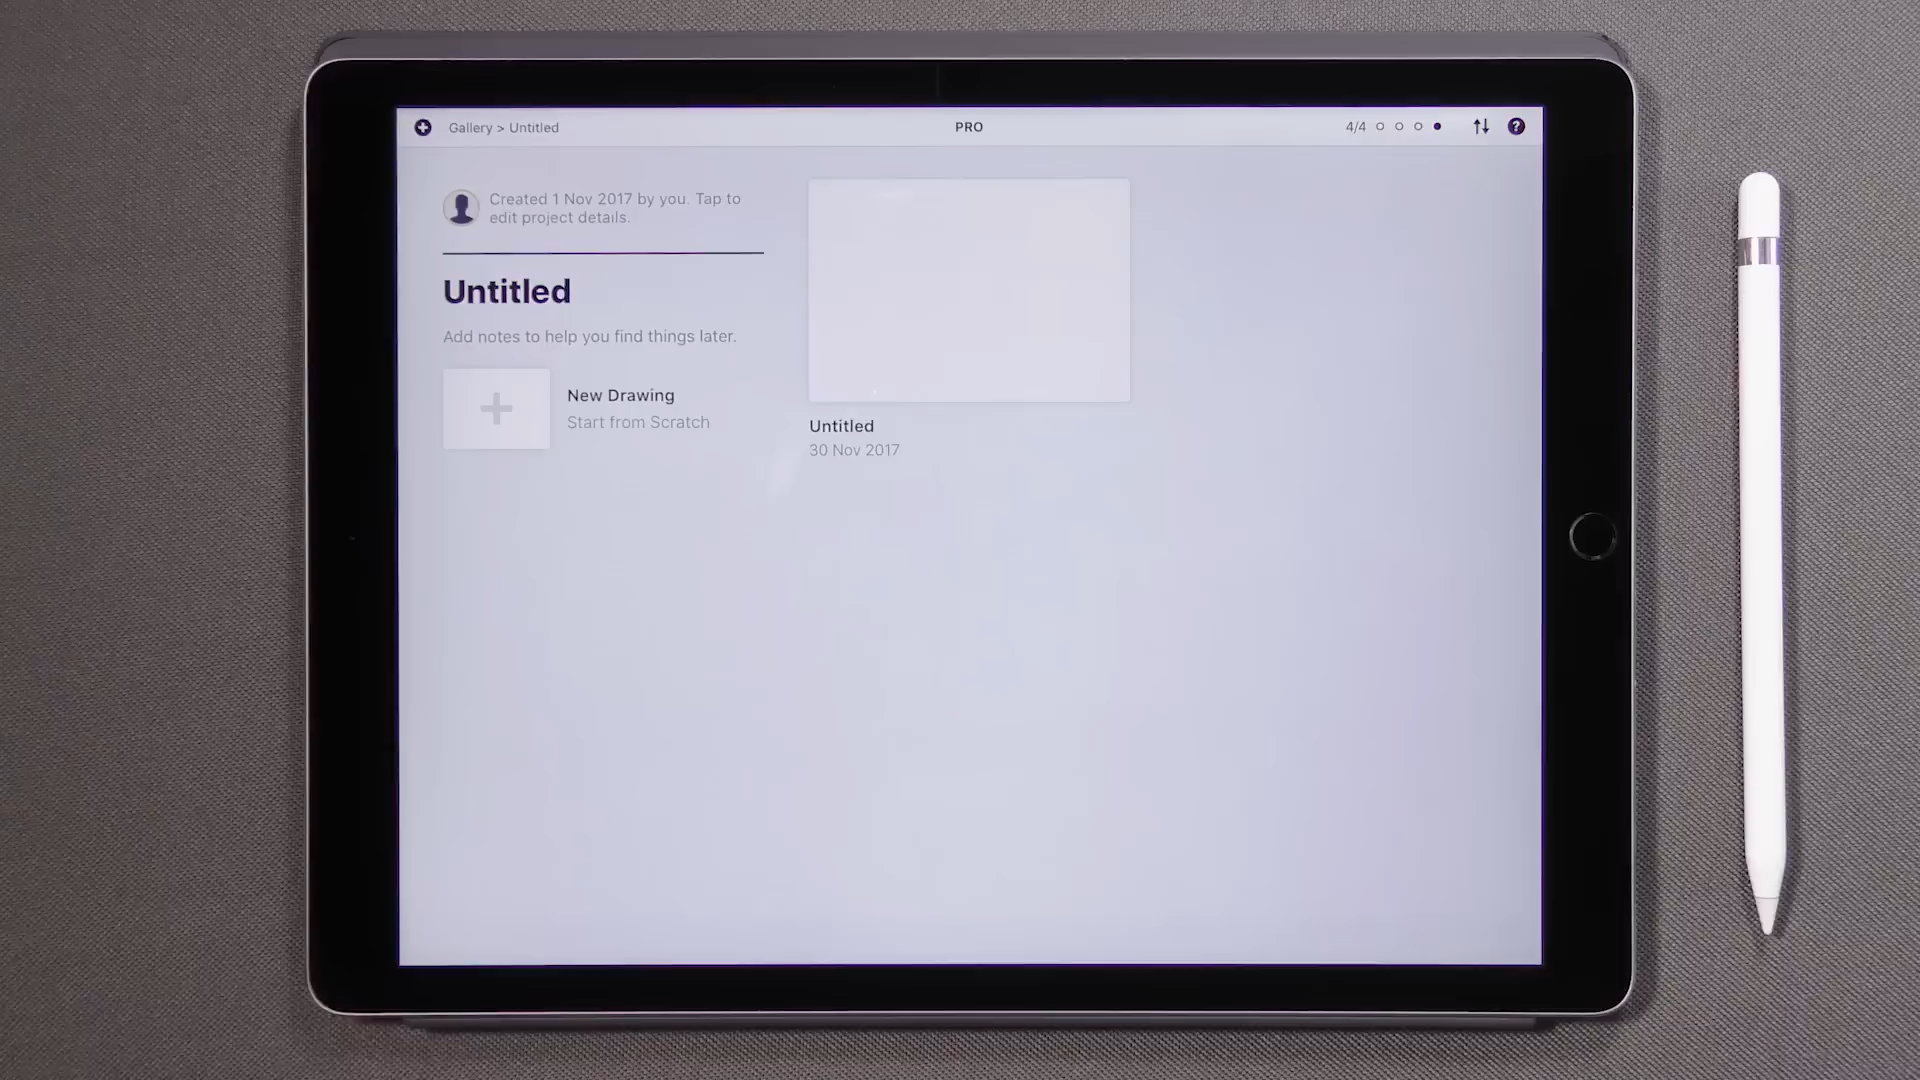 Gallery > Untitled
PRO
4/4
?
Created 1 Nov 2017 by you. Tap to
edit project details.
Untitled
Add notes to help you find things later.
New Drawing
Start from Scratch
Untitled
30 Nov 2017